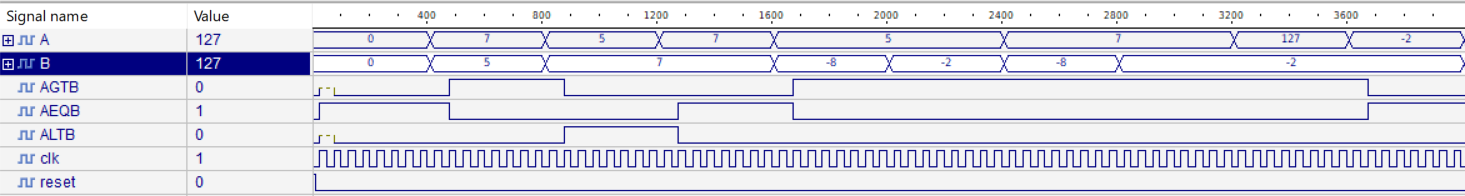 Signal name Value 400 800 1200 1600 2000 2400 2800 3200 3600
A 127 0 7 5 7 5 7 127 -2
B 127 0 5 7 -8 -2 -8 -2
AGTB 0
AEQB 1
ALTB 0
clk 1
reset 0